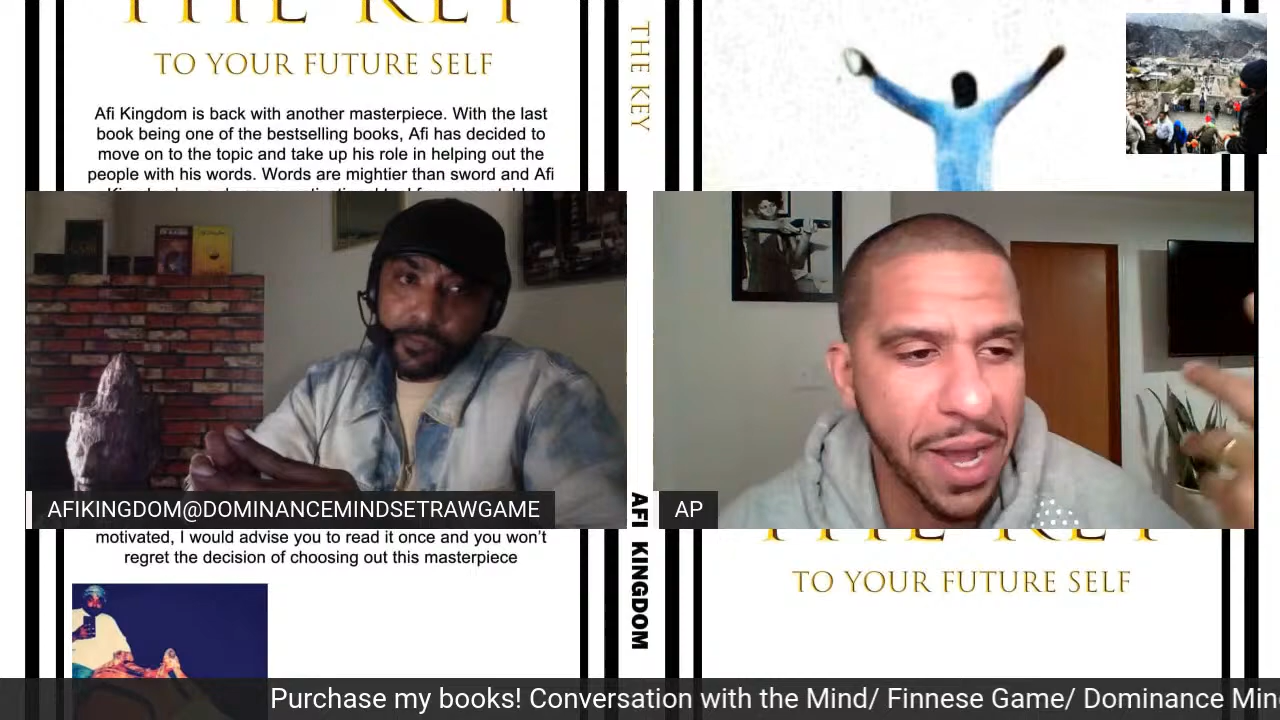 THE KEY
TO YOUR FUTURE SELF
Afi Kingdom is back with another masterpiece. With the last
book being one of the bestselling books, Afi has decided to
move on to the topic and take up his role in helping out the
people with his words. Words are mightier than sword and Afi
AFIKINGDOM@DOMINANCEMINDSETRAWGAME
motivated, I would advise you to read it once and you won't
regret the decision of choosing out this masterpiece
THE KEY
AFI KINGDOM
AP
THE KEY
TO YOUR FUTURE SELF
Purchase my books! Conversation with the Mind/ Finnese Game/ Dominance Min